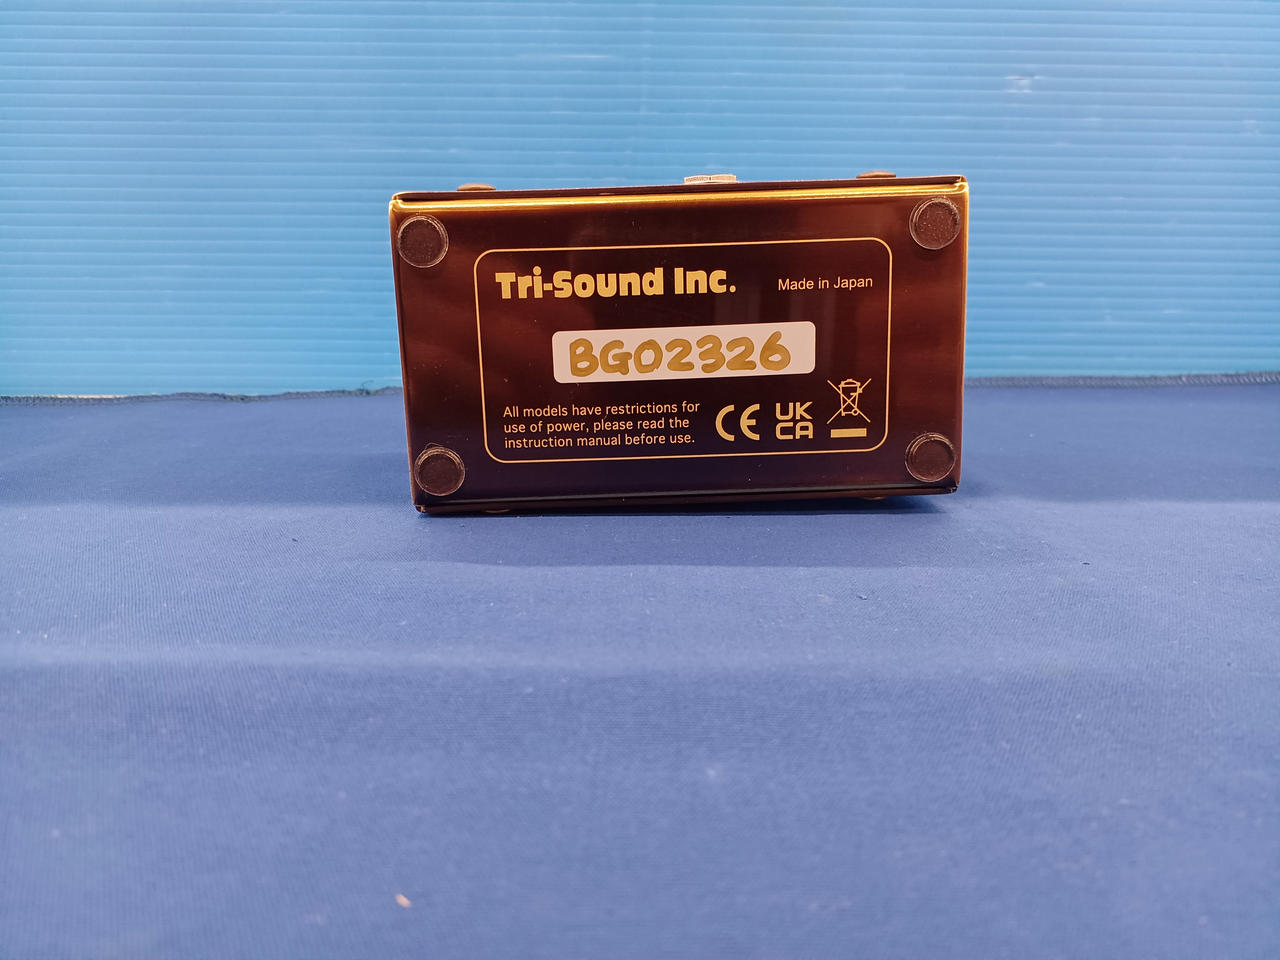 Tri-Sound Inc.
Made in Japan
BG02326
All models have restrictions for
use of power, please read the
instruction manual before use.
CE
UK
CA